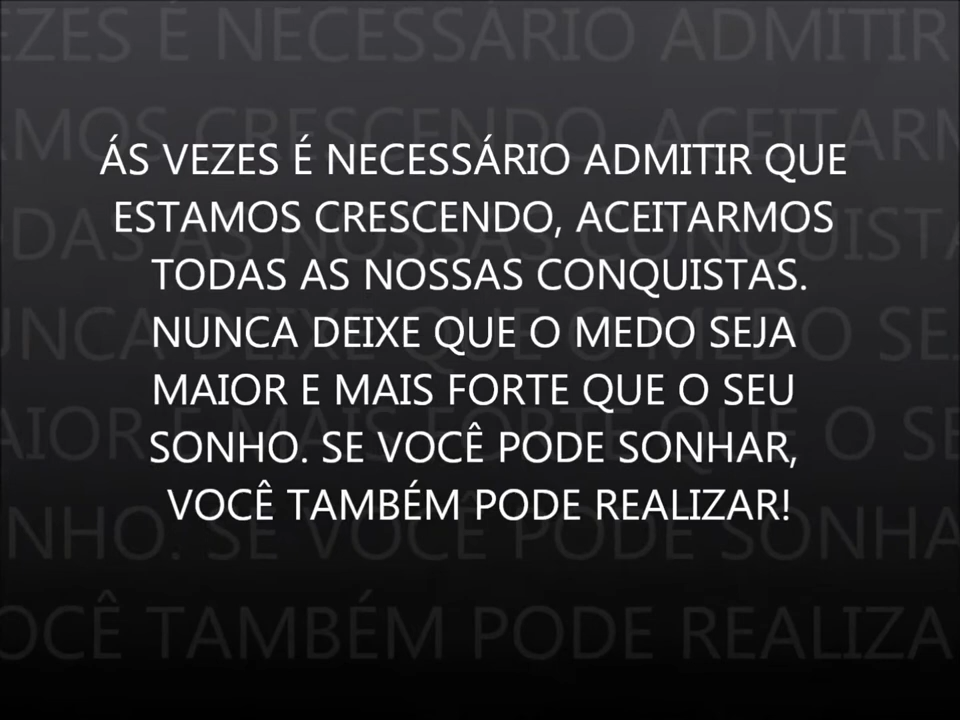 ÁS VEZES É NECESSÁRIO ADMITIR QUE
ESTAMOS CRESCENDO, ACEITARMOS
TODAS AS NOSSAS CONQUISTAS.
NUNCA DEIXE QUE O MEDO SEJA
MAIOR E MAIS FORTE QUE O SEU
SONHO. SE VOCÊ PODE SONHAR,
VOCÊ TAMBÉM PODE REALIZAR!